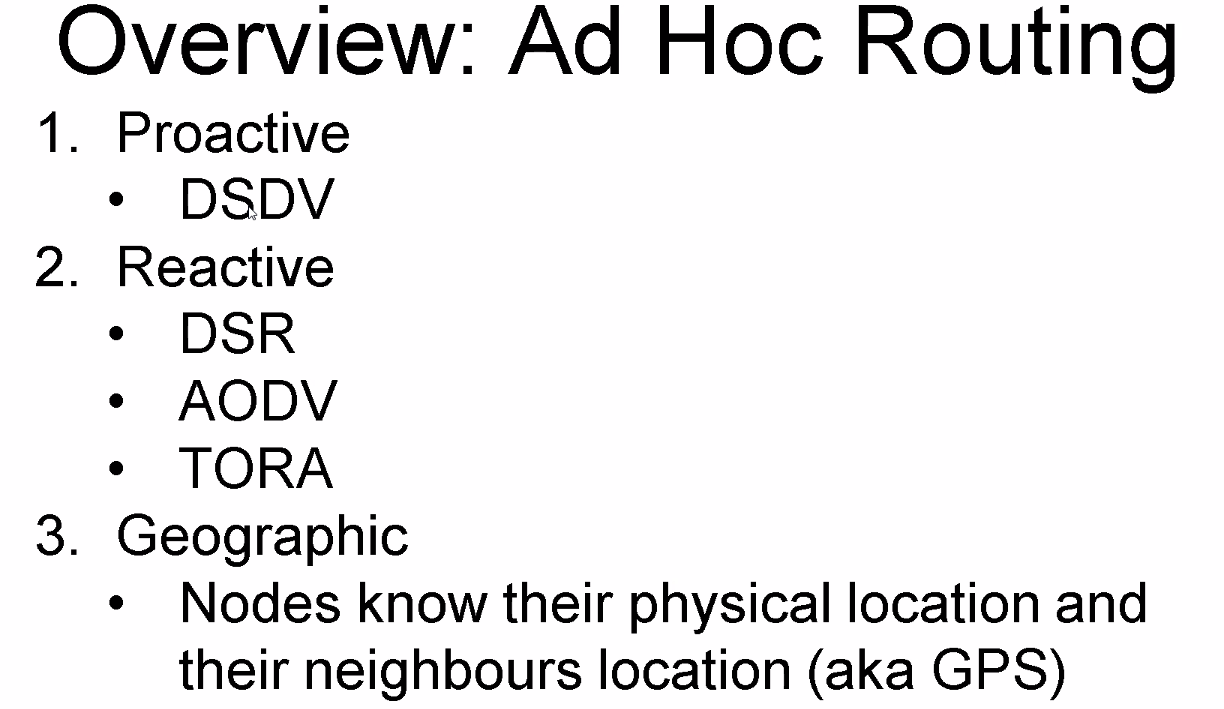 Overview: Ad Hoc Routing
1. Proactive
• DSDV
2. Reactive
• DSR
• AODV
• TORA
3. Geographic
• Nodes know their physical location and
their neighbours location (aka GPS)